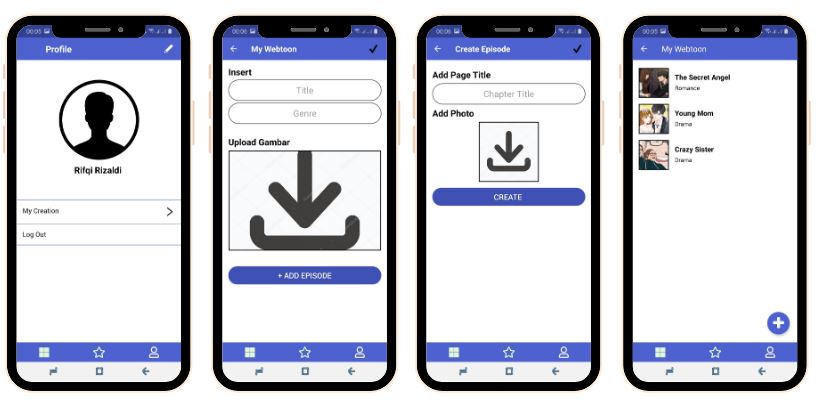 00:05
Profile
Rifqi Rizaldi
My Creation
Log Out
00:06
My Webtoon
Insert
Title
Genre
Upload Gambar
+ ADD EPISODE
00:06
Create Episode
Add Page Title
Chapter Title
Add Photo
CREATE
00:05
My Webtoon
The Secret Angel
Romance
Young Mom
Drama
Crazy Sister
Drama